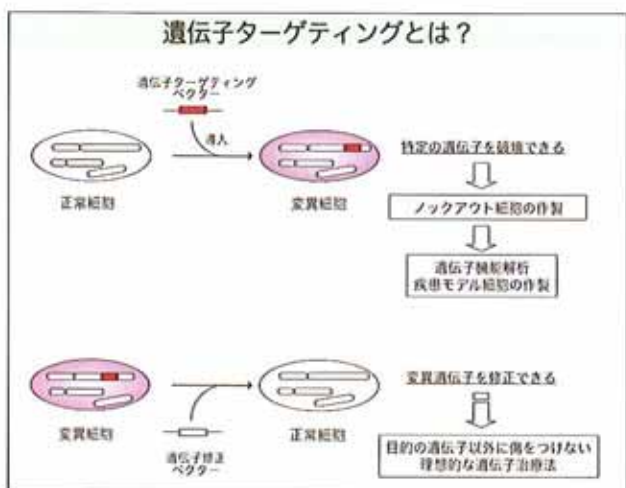 遺伝子ターゲティングとは？
遺伝子ターゲティング
ベクター
導入
正常細胞
変異細胞
特定の遺伝子を破壊できる
ノックアウト細胞の作製
遺伝子機能解析
疾患モデル細胞の作製
変異細胞
遺伝子修正
ベクター
正常細胞
変異遺伝子を修正できる
目的の遺伝子以外に傷をつけない
理想的な遺伝子治療法